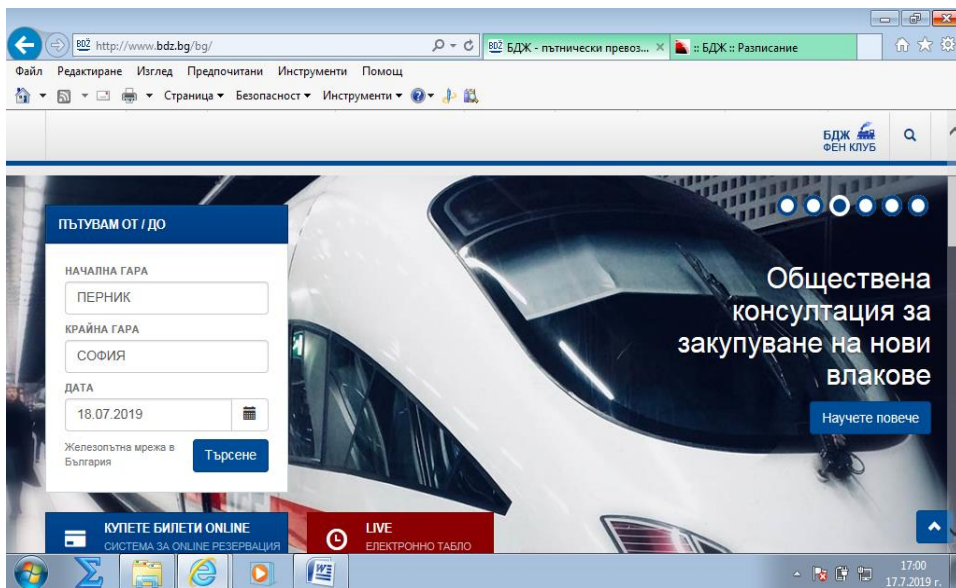 http://www.bdz.bg/bg/
БДЖ - пътнически превоз...
:: БДЖ :: Разписание
Файл Редактиране Изглед Предпочитани Инструменти Помощ
Страница Безопасност Инструменти
БДЖ
ФЕН КЛУБ
ПЪТУВАМ ОТ / ДО
НАЧАЛНА ГАРА
ПЕРНИК
КРАЙНА ГАРА
СОФИЯ
ДАТА
18.07.2019
Железопътна мрежа в
България
Търсене
Обществена
консултация за
закупуване на нови
влакове
Научете повече
КУПЕТЕ БИЛЕТИ ONLINE
СИСТЕМА ЗА ONLINE РЕЗЕРВАЦИЯ
LIVE
ЕЛЕКТРОННО ТАБЛО
17:00
17.7.2019 г.